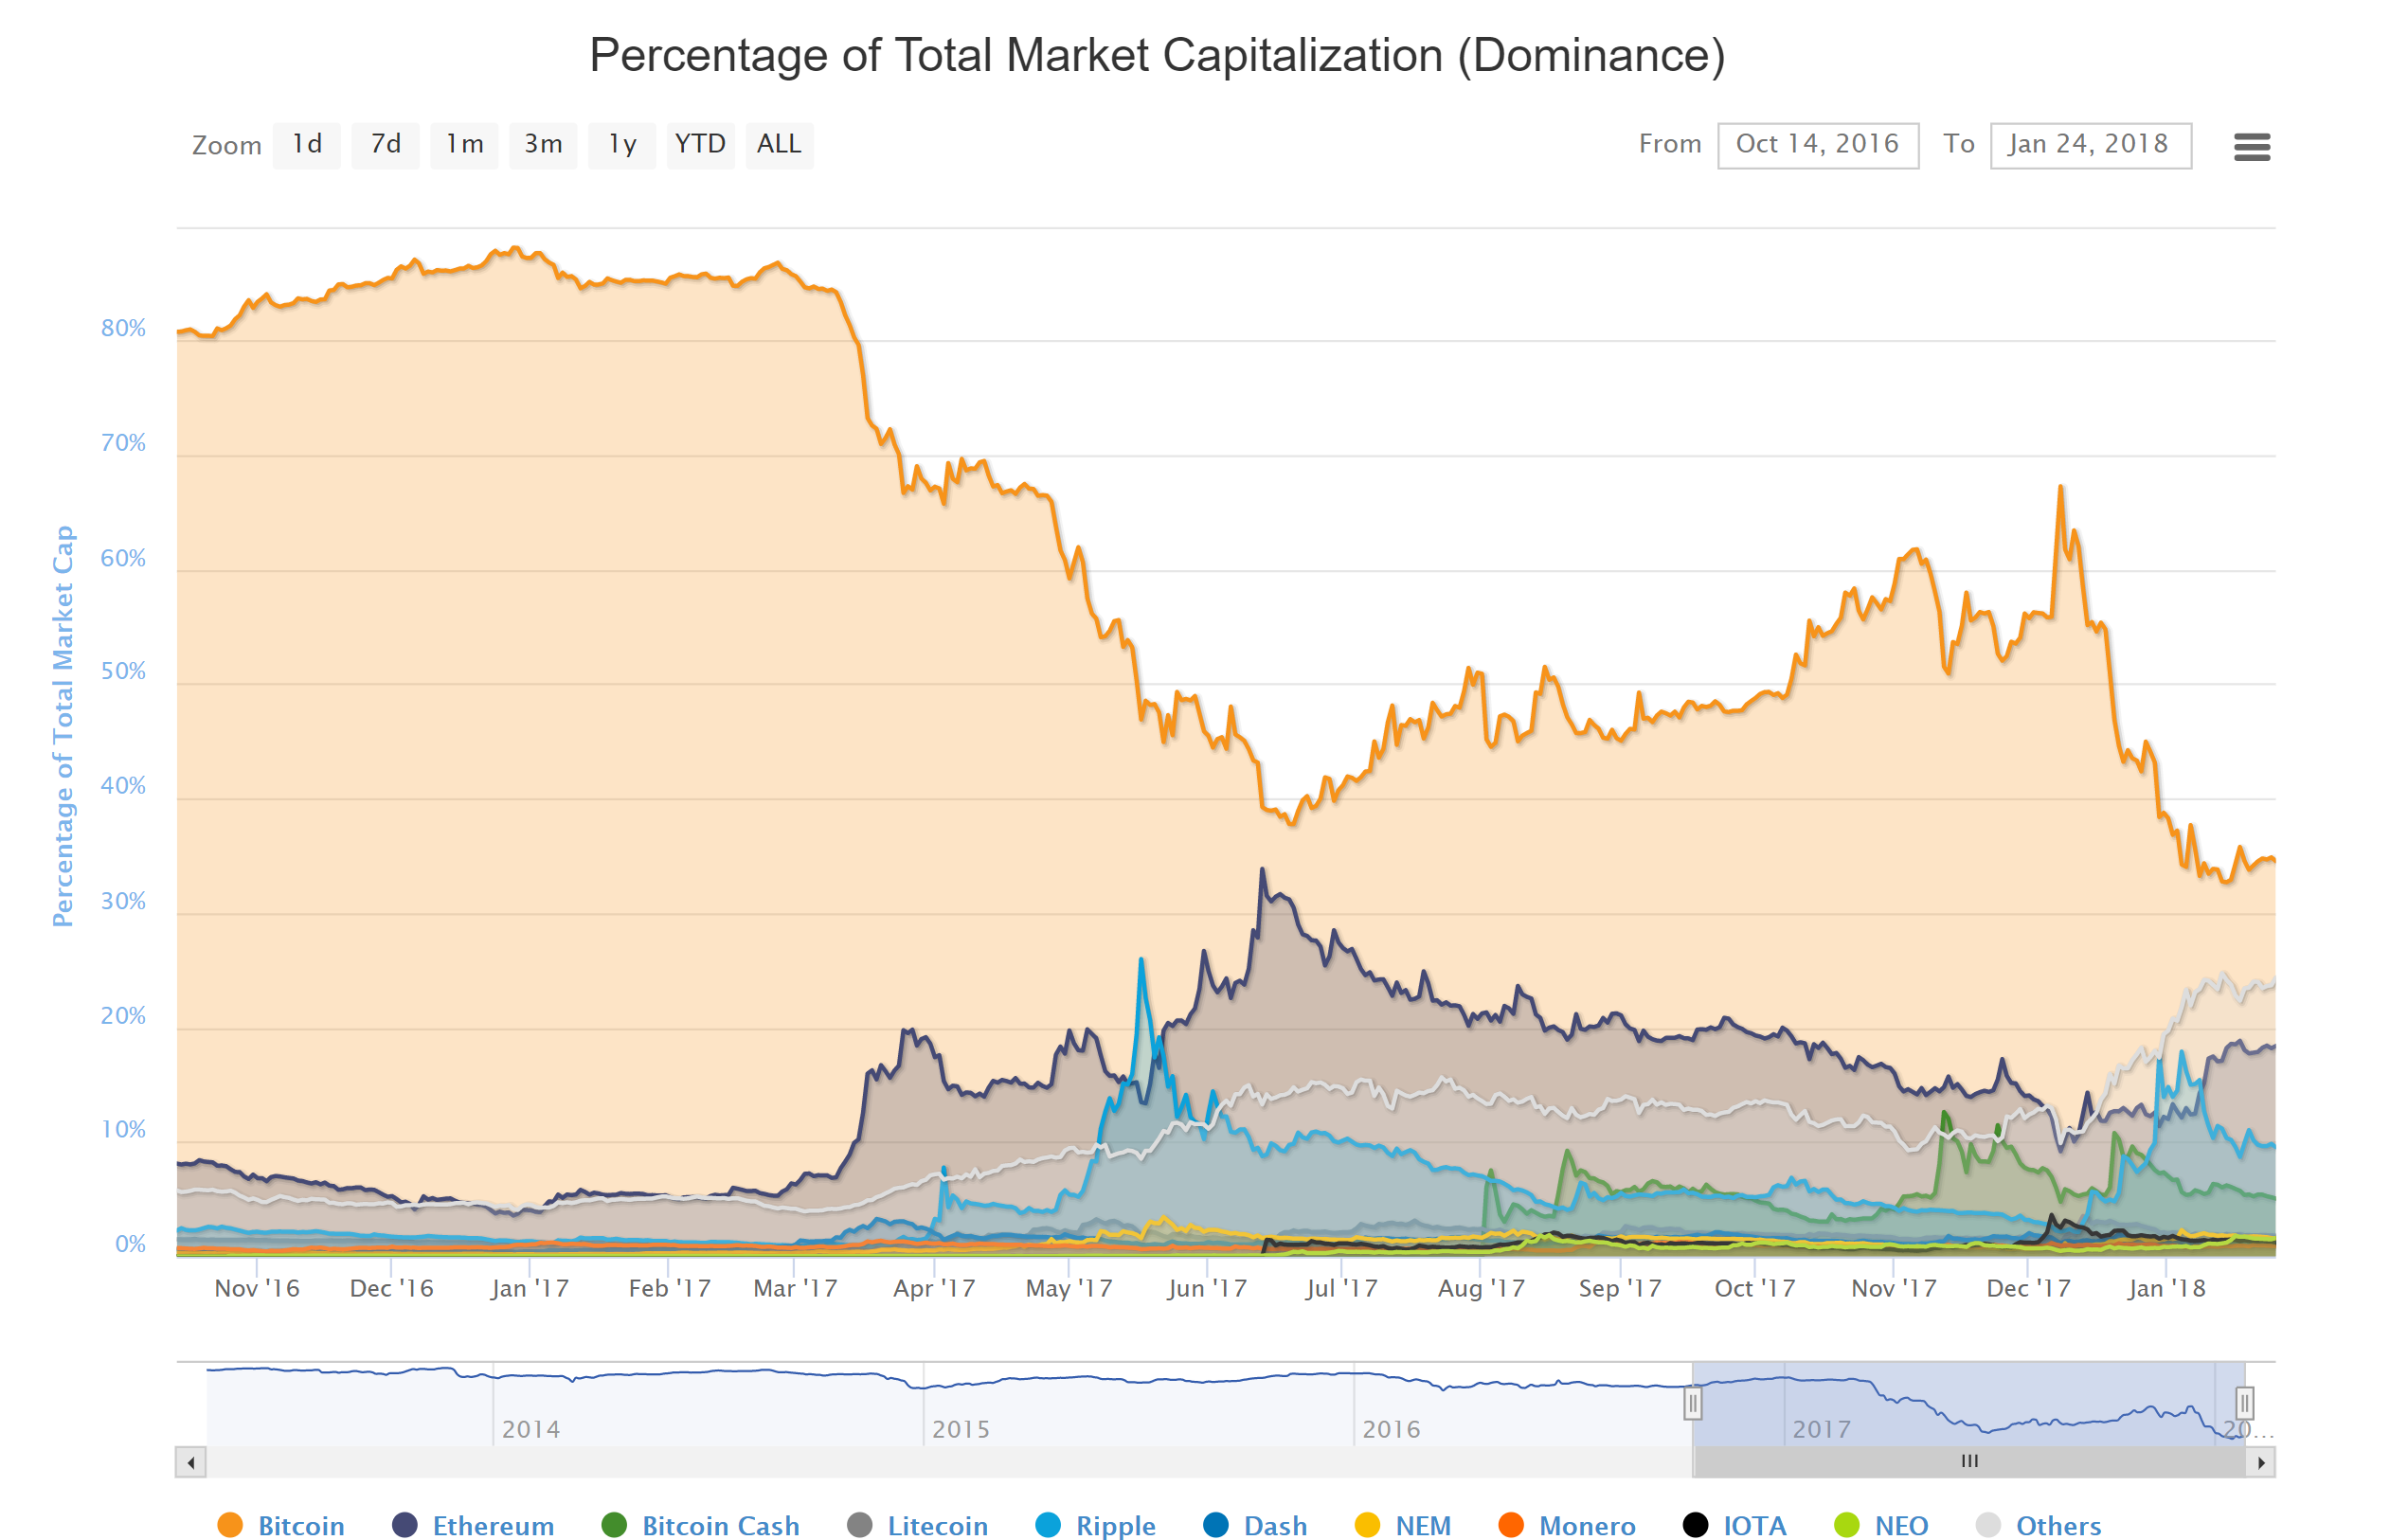 Percentage of Total Market Capitalization (Dominance)
Zoom 1d 7d 1m 3m 1y YTD ALL From Oct 14, 2016 To Jan 24, 2018
Percentage of Total Market Cap
80%
70%
60%
50%
40%
30%
20%
10%
0%
Nov '16 Dec '16 Jan '17 Feb '17 Mar '17 Apr '17 May '17 Jun '17 Jul '17 Aug '17 Sep '17 Oct '17 Nov '17 Dec '17 Jan '18
2014 2015 2016 2017 20...
Bitcoin Ethereum Bitcoin Cash Litecoin Ripple Dash NEM Monero IOTA NEO Others